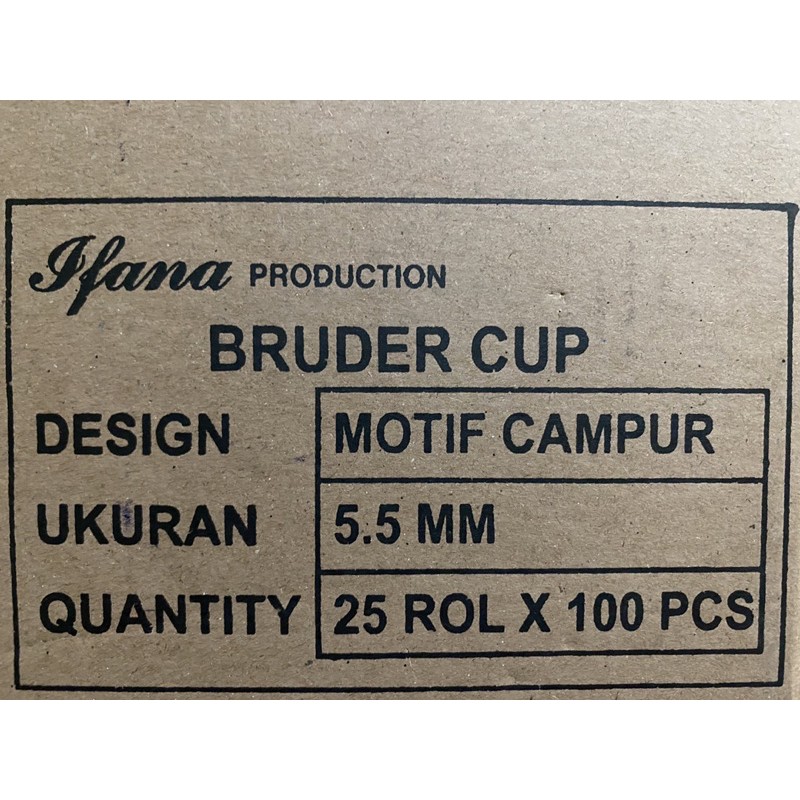 Ifana PRODUCTION
BRUDER CUP
DESIGN MOTIF CAMPUR
UKURAN 5.5 MM
QUANTITY 25 ROL X 100 PCS